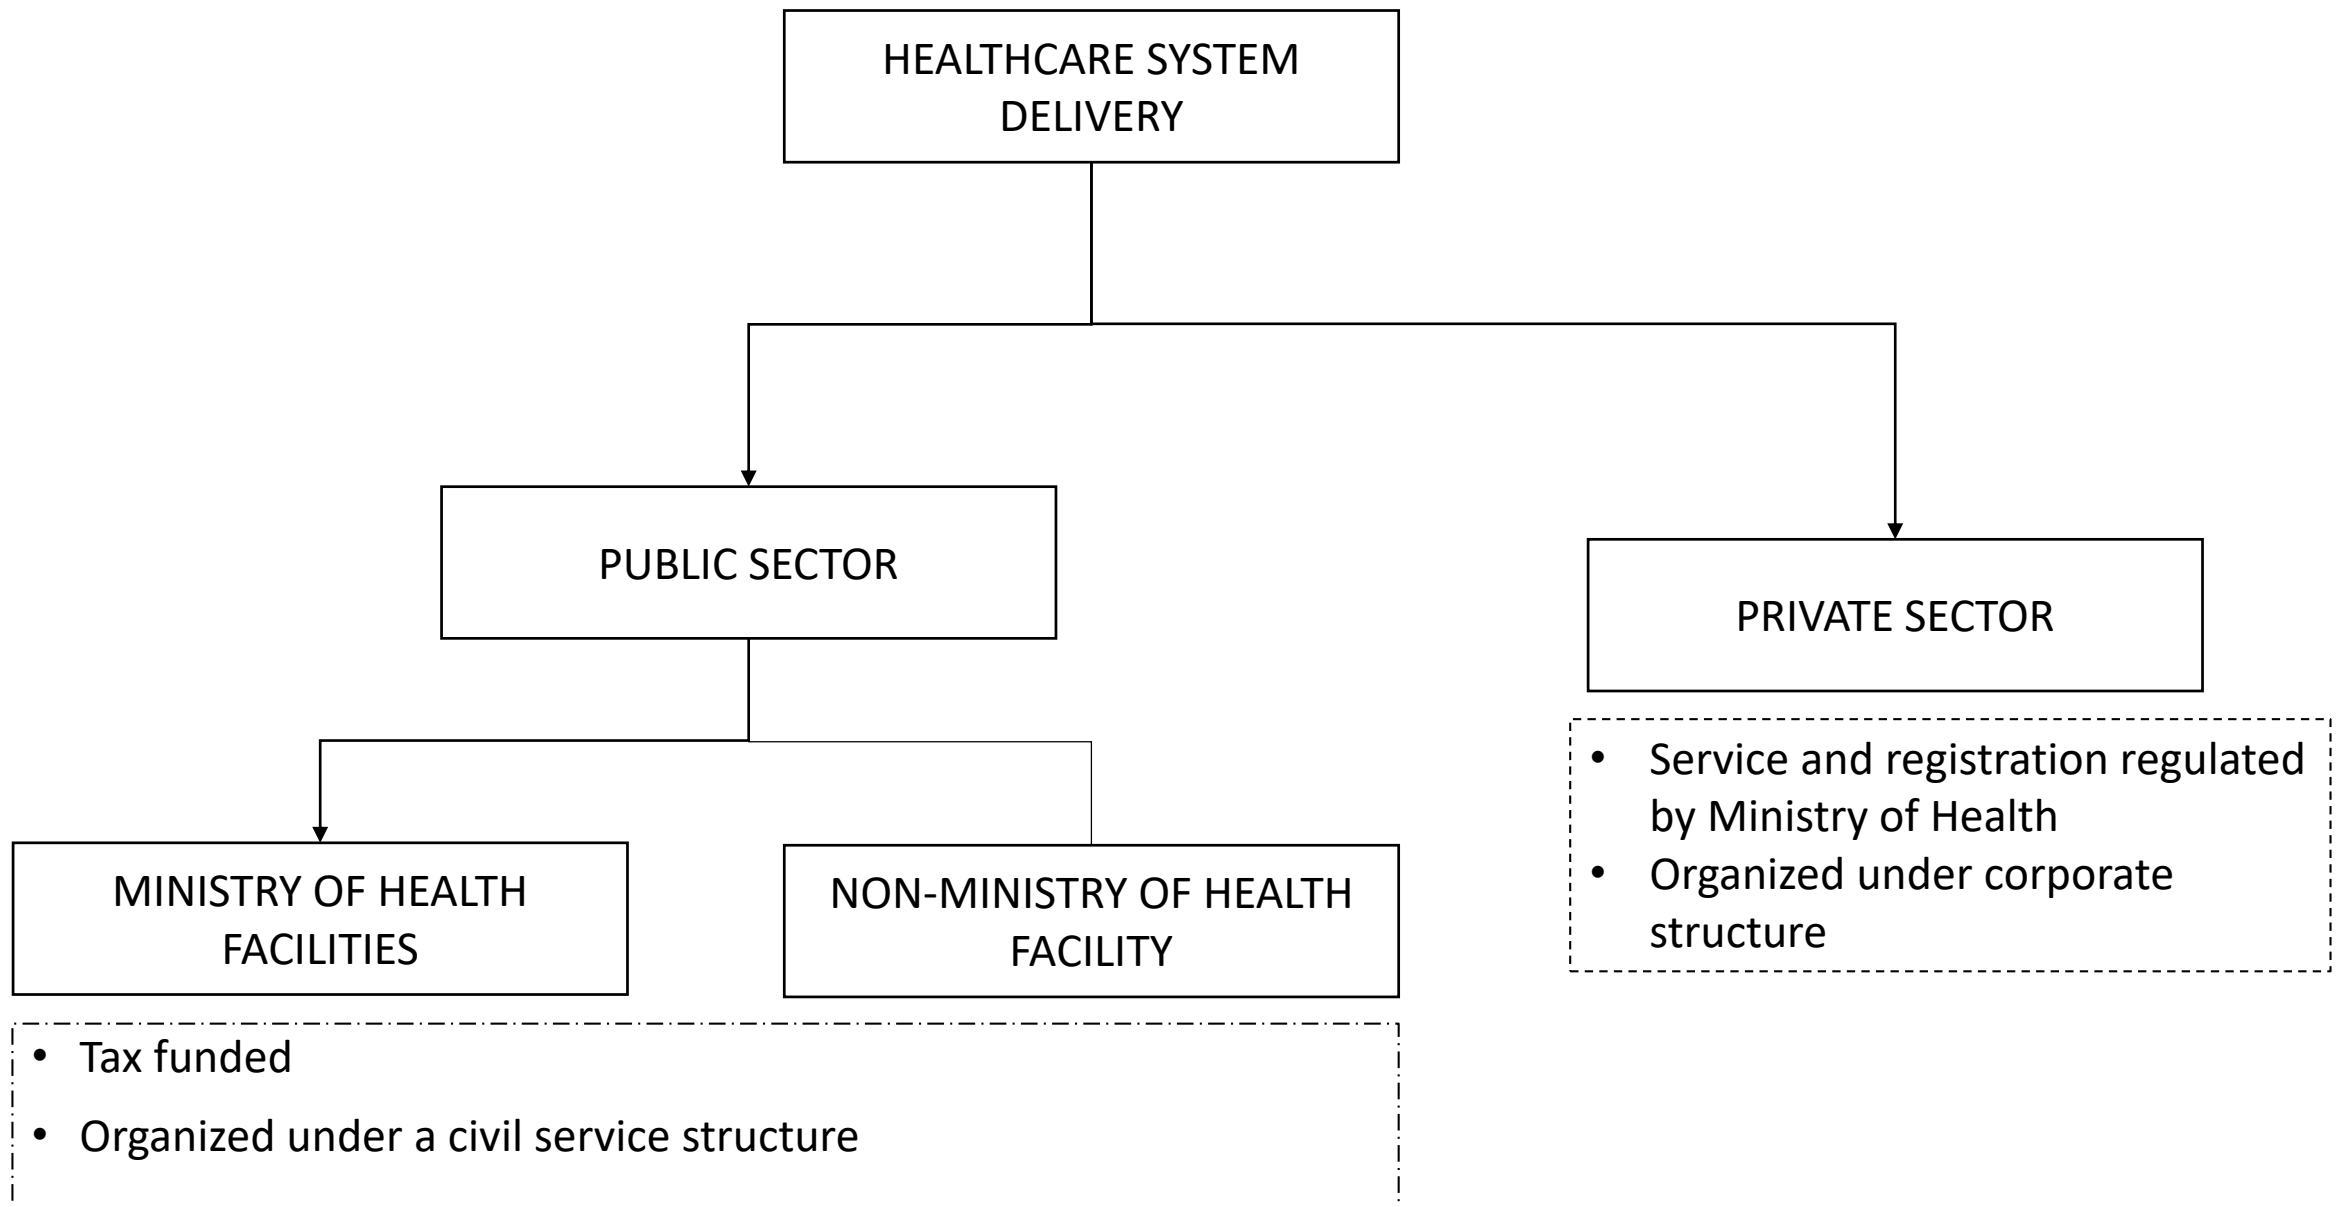 HEALTHCARE SYSTEM
DELIVERY
PUBLIC SECTOR
PRIVATE SECTOR
• Service and registration regulated
by Ministry of Health
• Organized under corporate
structure
MINISTRY OF HEALTH
FACILITIES
NON-MINISTRY OF HEALTH
FACILITY
• Tax funded
• Organized under a civil service structure